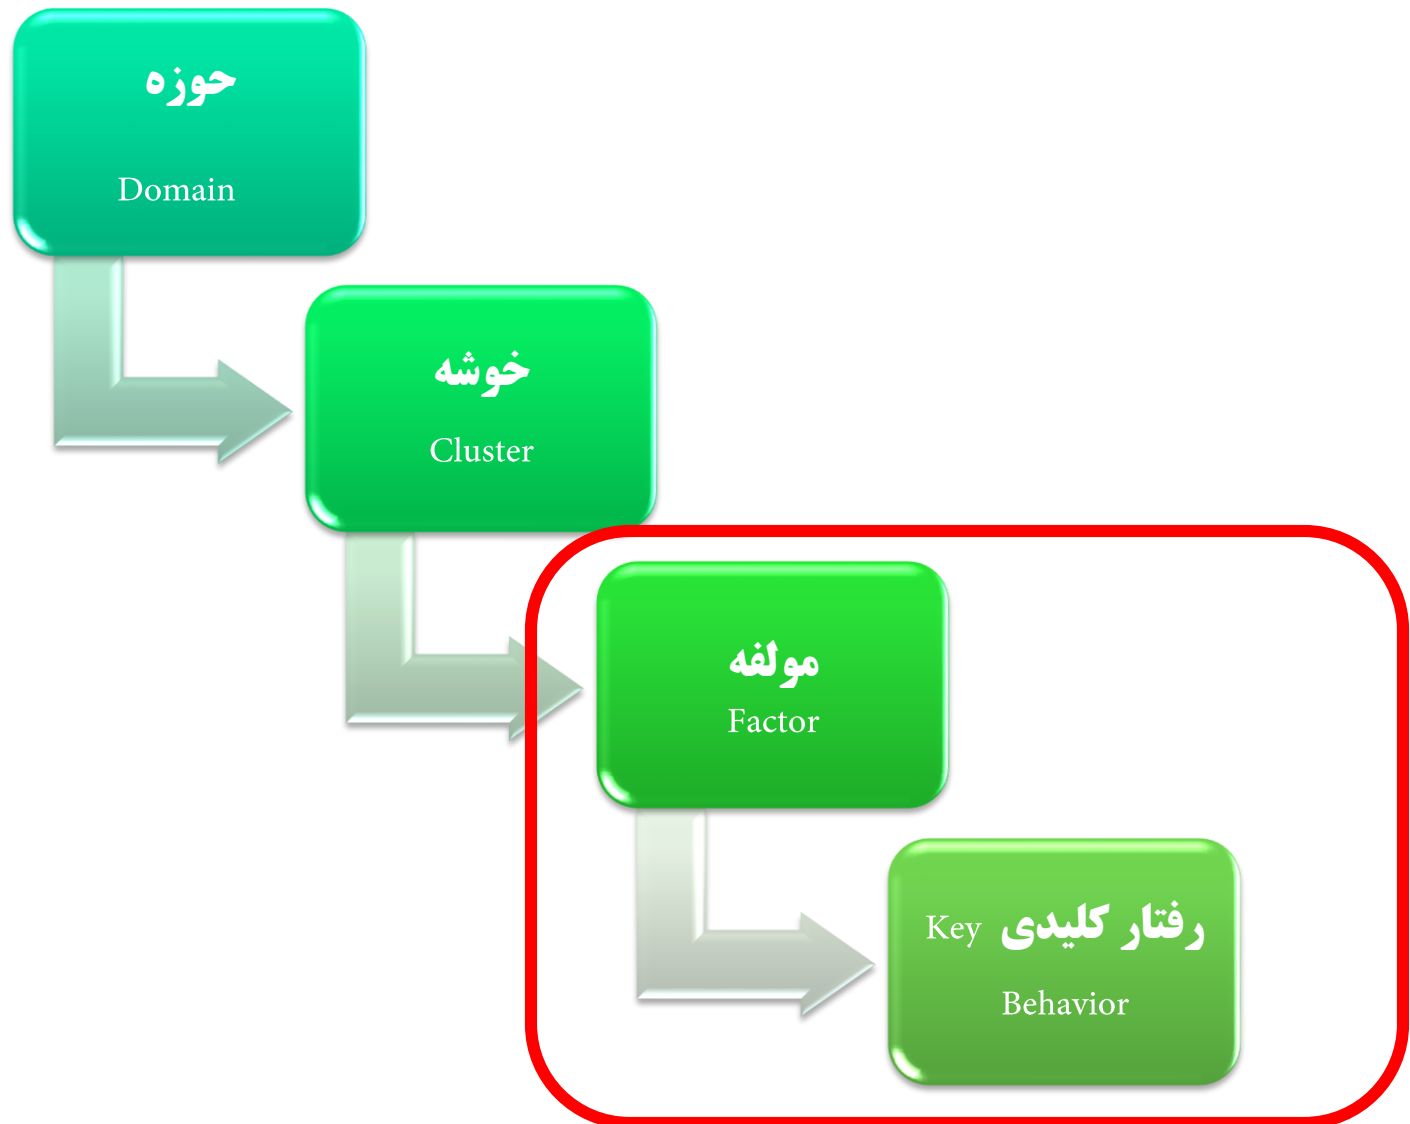 حوزه
Domain
خوشه
Cluster
مولفه
Factor
رفتار کلیدی Key
Behavior